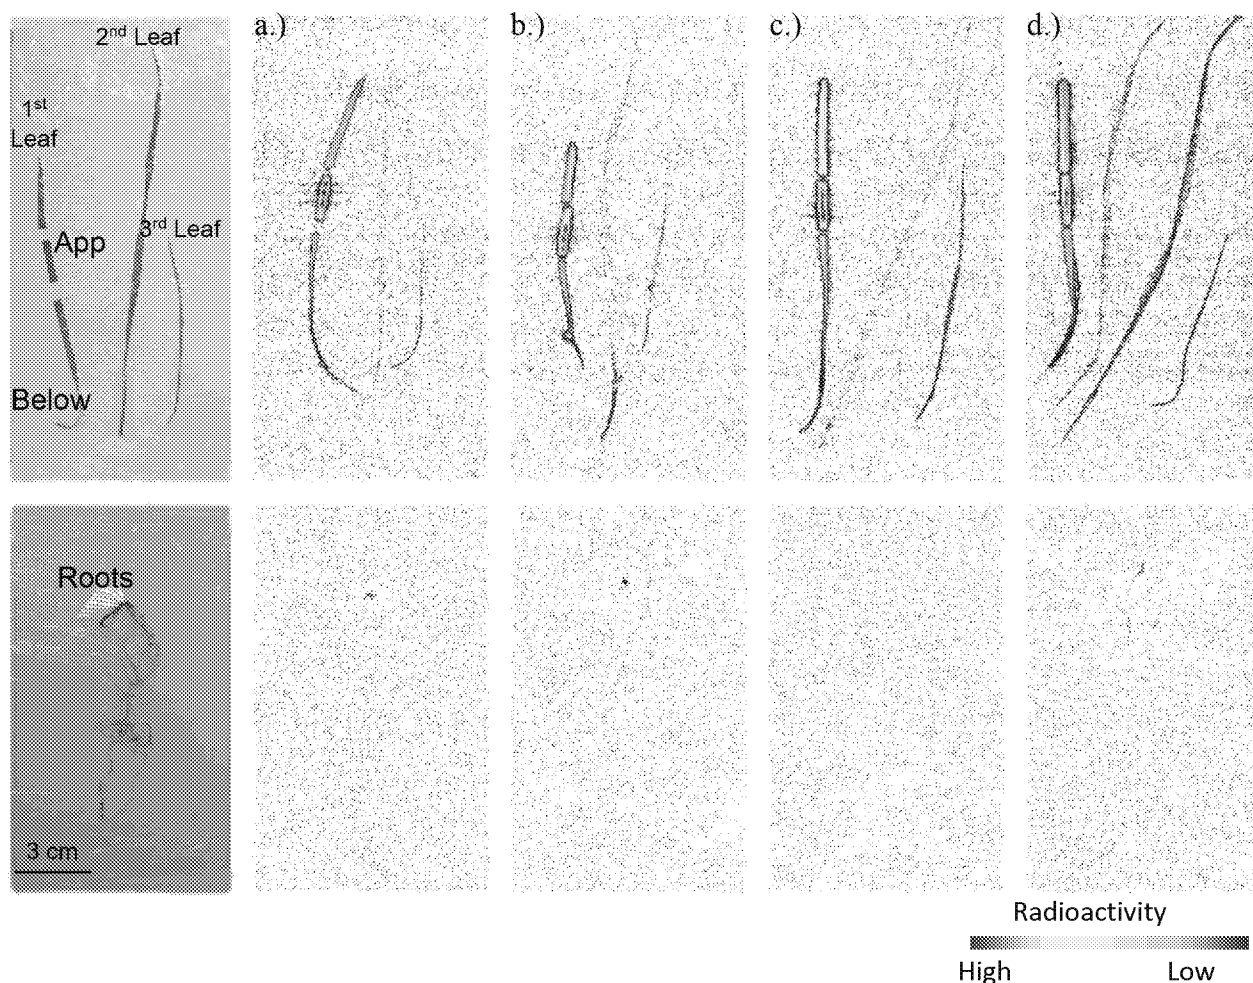 2nd Leaf
a.)
b.)
c.)
d.)
1st
Leaf
App
3rd Leaf
Below
Roots
3 cm
Radioactivity
High
Low